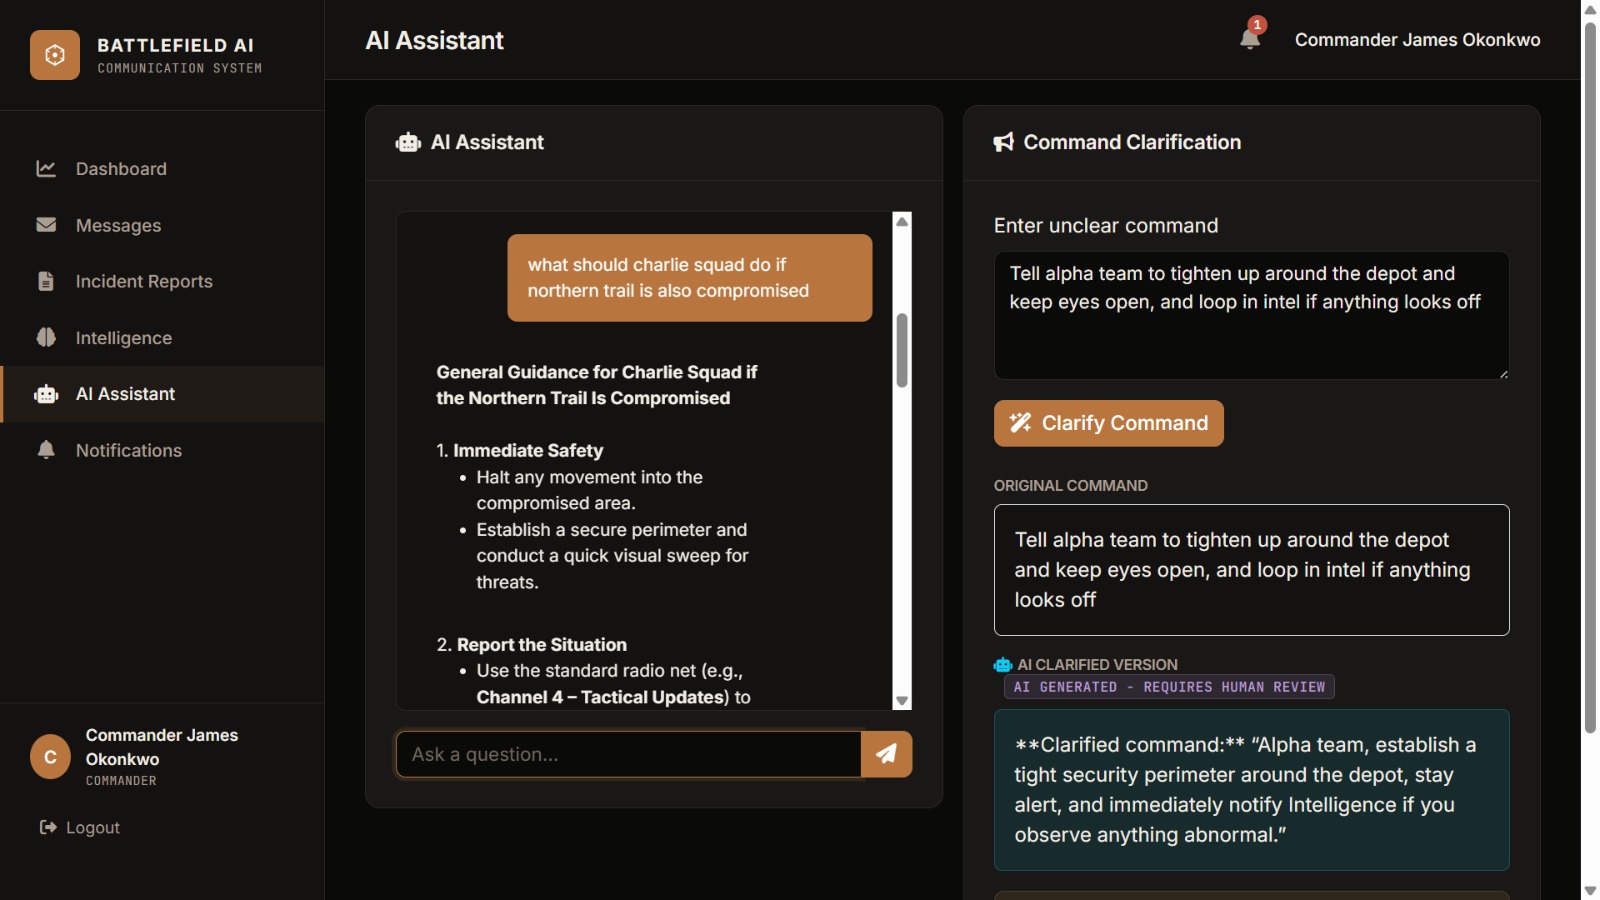 BATTLEFIELD AI
COMMUNICATION SYSTEM
Dashboard
Messages
Incident Reports
Intelligence
AI Assistant
Notifications
Commander James
Okonkwo
C
COMMANDER
Logout
AI Assistant
1
Commander James Okonkwo
AI Assistant
what should charlie squad do if
northern trail is also compromised
General Guidance for Charlie Squad if
the Northern Trail Is Compromised
1. Immediate Safety
• Halt any movement into the
compromised area.
• Establish a secure perimeter and
conduct a quick visual sweep for
threats.
2. Report the Situation
• Use the standard radio net (e.g.,
Channel 4 – Tactical Updates) to
Ask a question...
Command Clarification
Enter unclear command
Tell alpha team to tighten up around the depot and
keep eyes open, and loop in intel if anything looks off
Clarify Command
ORIGINAL COMMAND
Tell alpha team to tighten up around the depot
and keep eyes open, and loop in intel if anything
looks off
AI CLARIFIED VERSION
AI GENERATED - REQUIRES HUMAN REVIEW
**Clarified command:** “Alpha team, establish a
tight security perimeter around the depot, stay
alert, and immediately notify Intelligence if you
observe anything abnormal.”